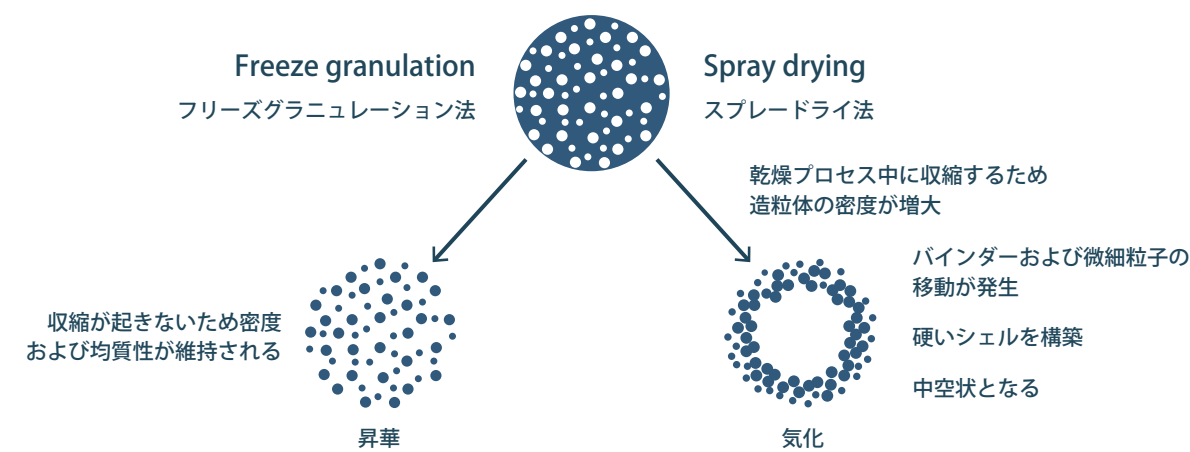 Freeze granulation
フリーズグラニュレーション法
Spray drying
スプレードライ法
乾燥プロセス中に収縮するため
造粒体の密度が増大
バインダーおよび微細粒子の
移動が発生
硬いシェルを構築
中空状となる
収縮が起きないため密度
および均質性が維持される
昇華
気化